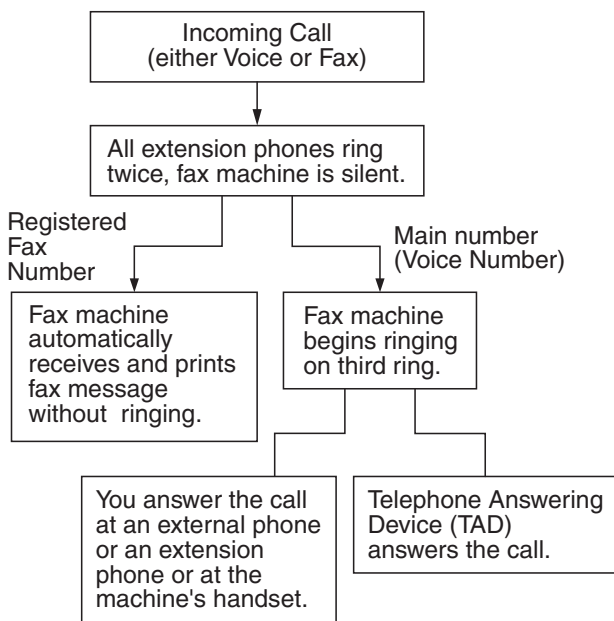 Incoming Call
(either Voice or Fax)
All extension phones ring
twice, fax machine is silent.
Registered
Fax
Number
Main number
(Voice Number)
Fax machine
automatically
receives and prints
fax message
without ringing.
Fax machine
begins ringing
on third ring.
You answer the call
at an external phone
or an extension
phone or at the
machine's handset.
Telephone Answering
Device (TAD)
answers the call.